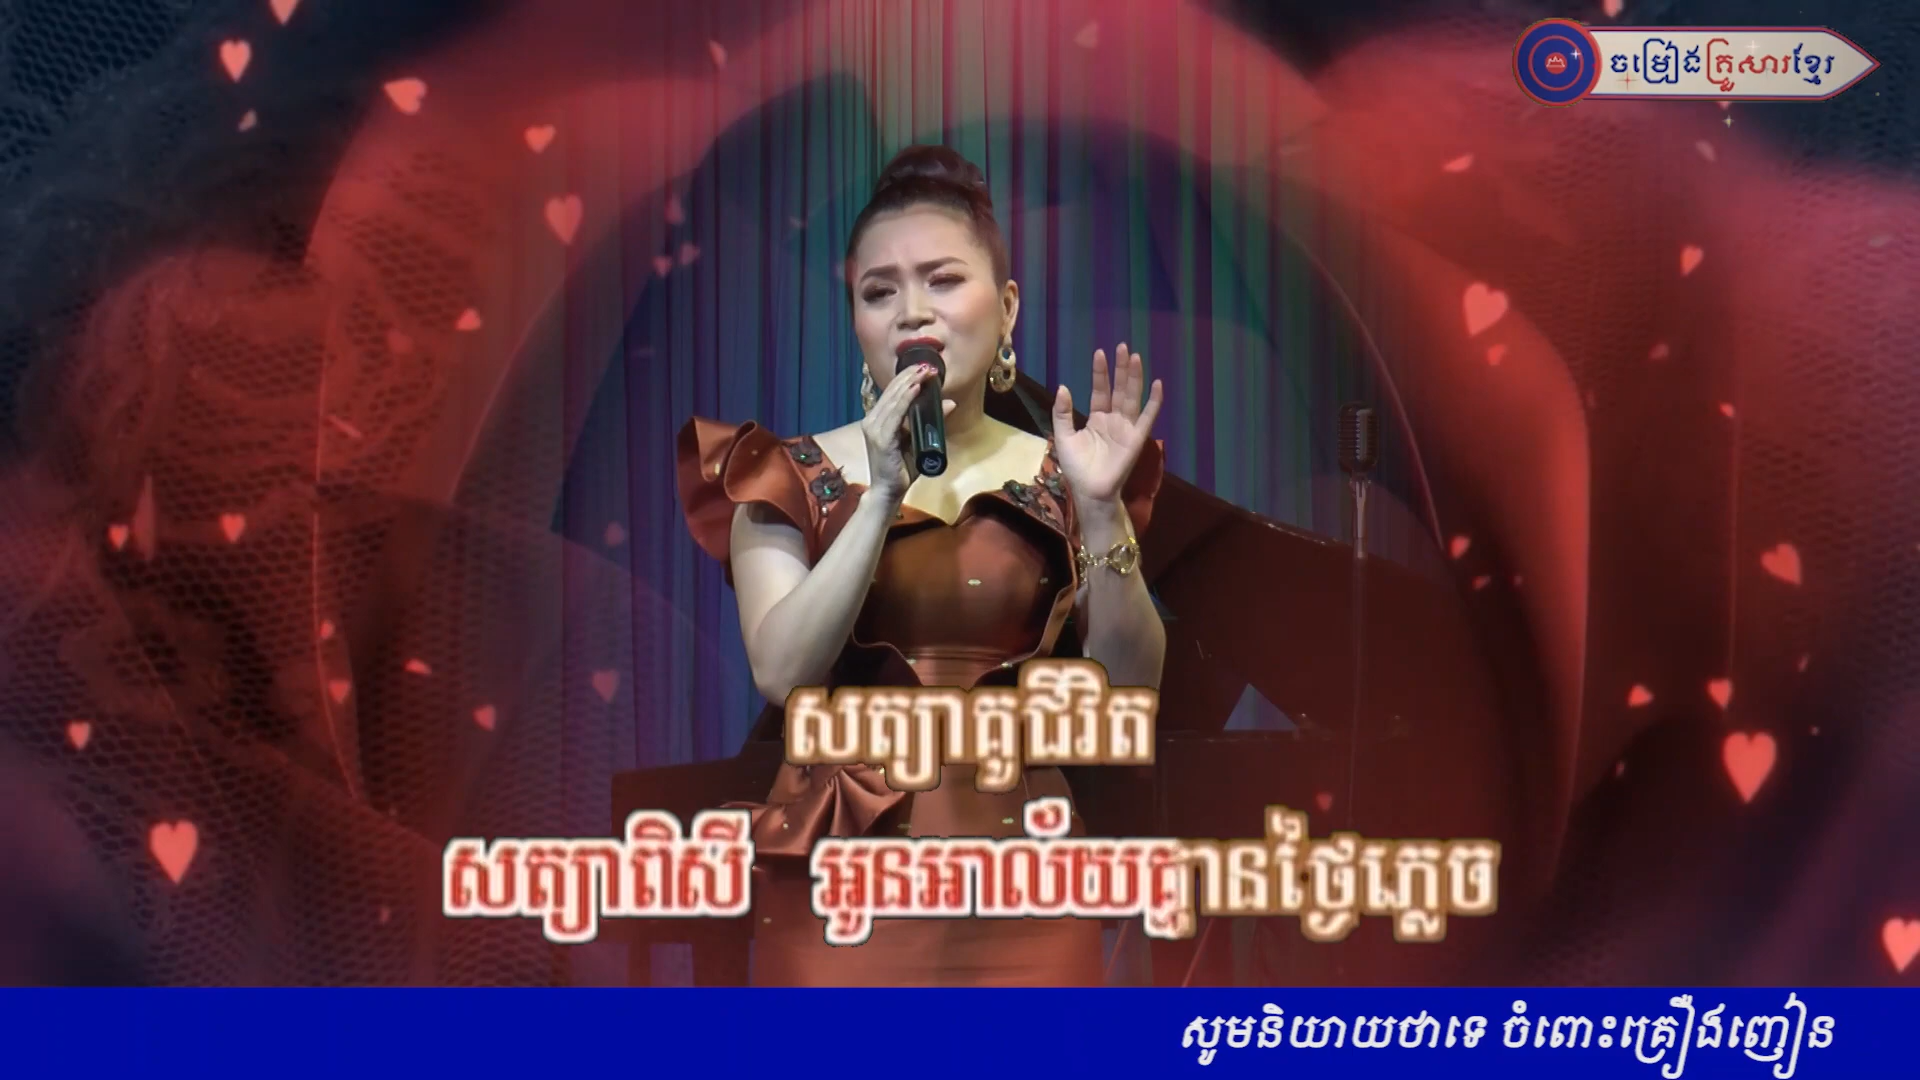 ចម្រៀងគ្រួសារខ្មែរ
សត្យាគូជីវិត
សត្យាពិសី អូនអាល័យគ្មានថ្ងៃភ្លេច
សូមនិយាយថាទេ ចំពោះគ្រឿងញៀន